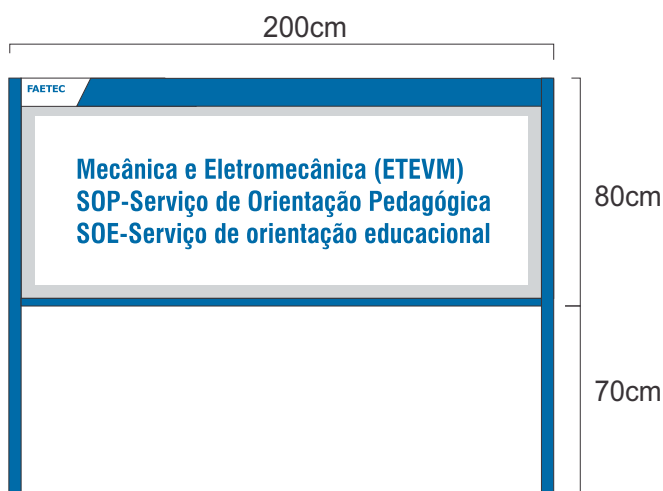 200cm
FAETEC
Mecânica e Eletromecânica (ETEVM)
SOP-Serviço de Orientação Pedagógica
SOE-Serviço de orientação educacional
80cm
70cm